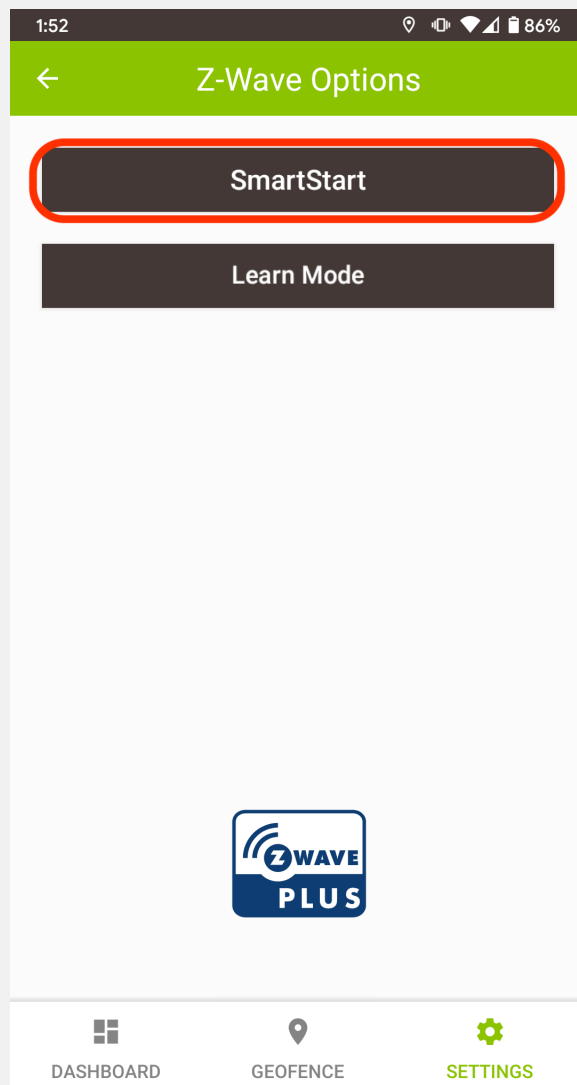 1:52 86%
Z-Wave Options
SmartStart
Learn Mode
Z WAVE
PLUS
DASHBOARD GEOFENCE SETTINGS